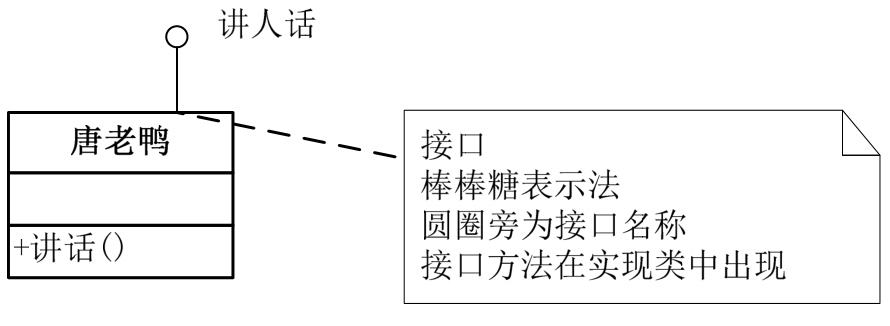 讲人话
唐老鸭
+讲话()
接口
棒棒糖表示法
圆圈旁为接口名称
接口方法在实现类中出现